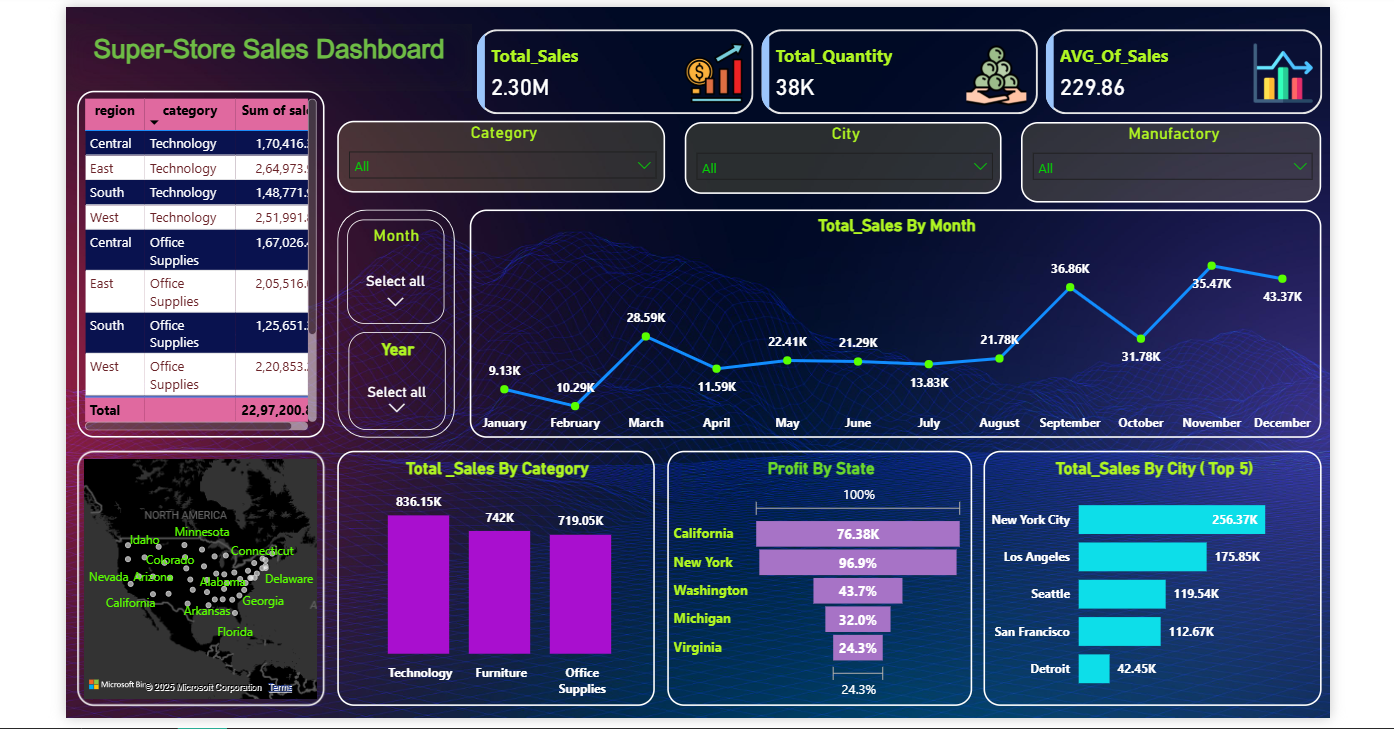 Super-Store Sales Dashboard
Total_Sales
2.30M
Total_Quantity
38K
AVG_Of_Sales
229.86
region category Sum of sal
Central Technology 1,70,416.
East Technology 2,64,973.
South Technology 1,48,771.
West Technology 2,51,991.
Central Office 1,67,026.
Supplies
East Office 2,05,516.
Supplies
South Office 1,25,651.
Supplies
West Office 2,20,853.
Supplies
Total 22,97,200.
Category
All
City
All
Manufactory
All
Month
Select all
Year
Select all
Total_Sales By Month
9.13K
10.29K
28.59K
11.59K
22.41K
21.29K
13.83K
21.78K
36.86K
31.78K
35.47K
43.37K
January February March April May June July August September October November December
NORTH AMERICA
Minnesota
Idaho
Connecticut
Colorado
Nevada Arizona Alabama Delaware
California Georgia
Arkansas
Florida
Microsoft Bin
© 2025 Microsoft Corporation Terms
Total _Sales By Category
836.15K
742K
719.05K
Technology Furniture Office
Supplies
Profit By State
100%
California 76.38K
New York 96.9%
Washington 43.7%
Michigan 32.0%
Virginia 24.3%
24.3%
Total_Sales By City ( Top 5)
New York City 256.37K
Los Angeles 175.85K
Seattle 119.54K
San Francisco 112.67K
Detroit 42.45K